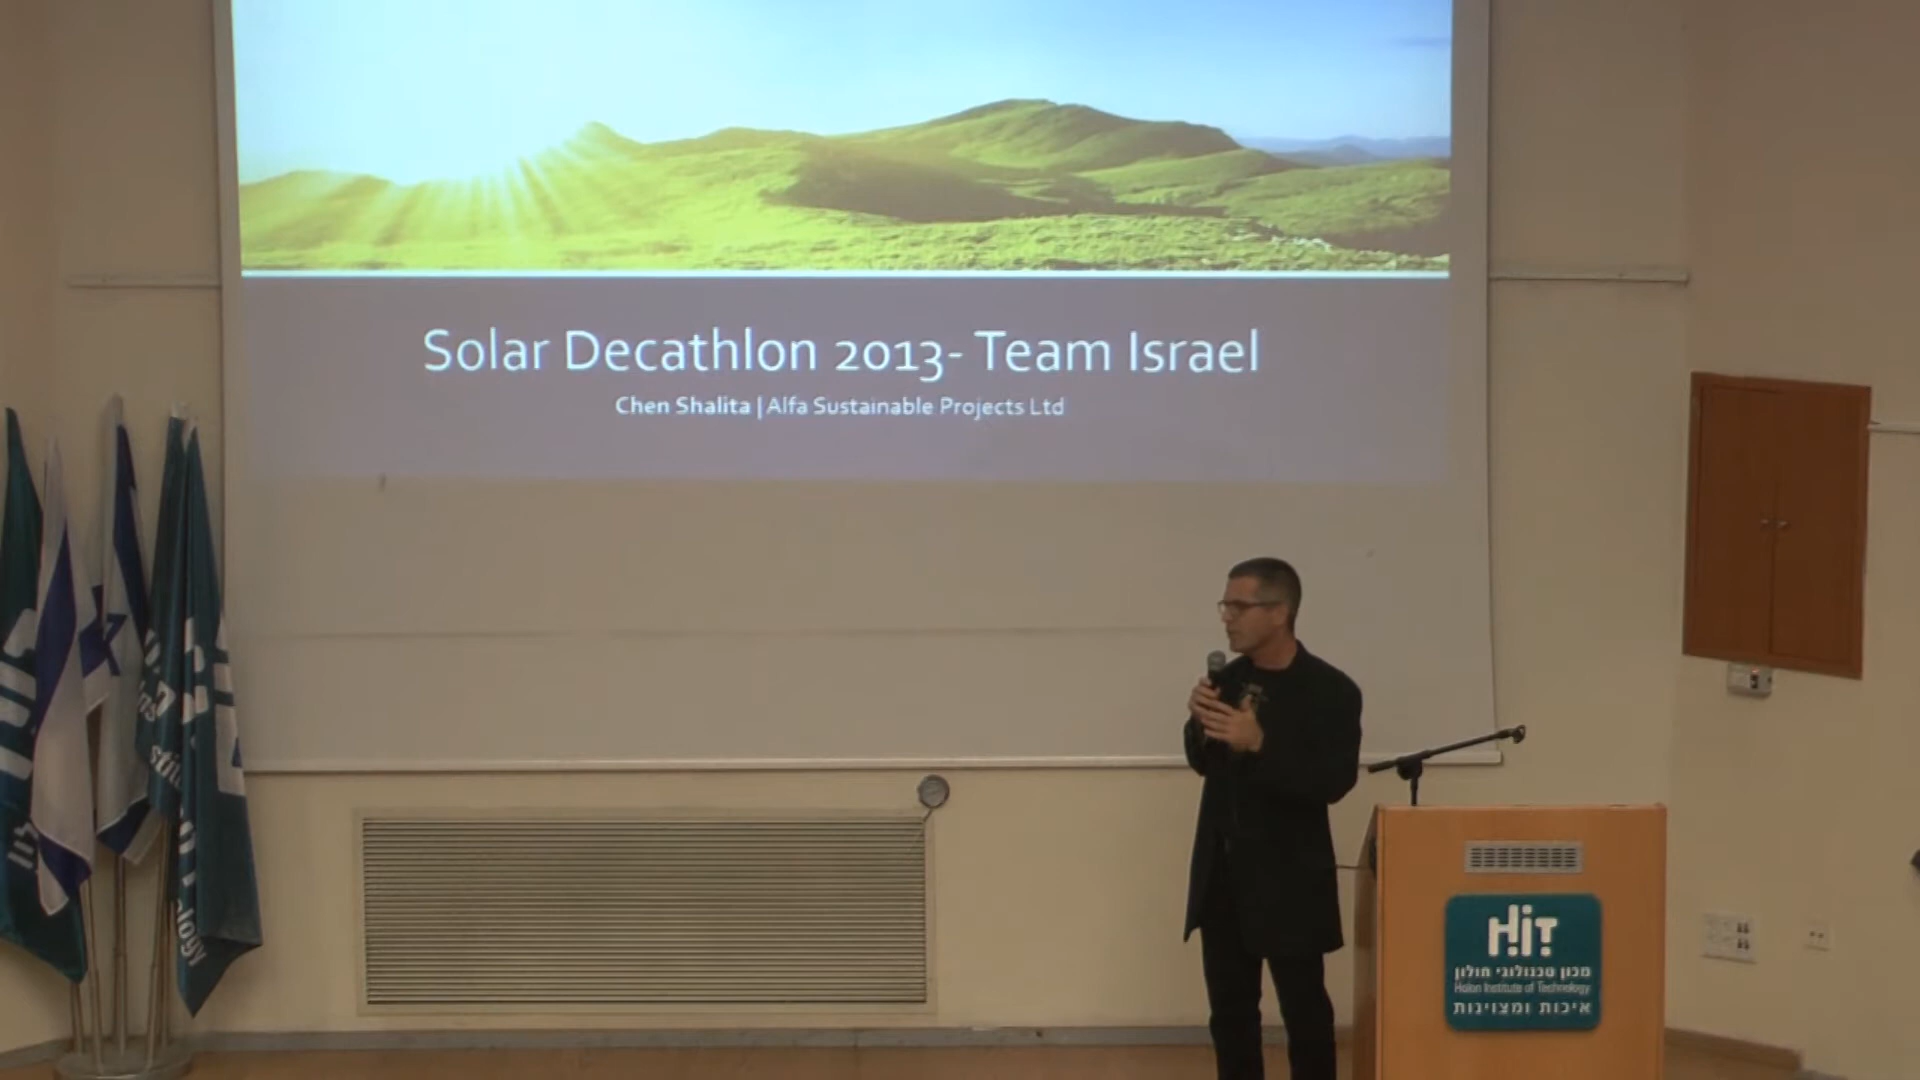 Solar Decathlon 2013- Team Israel
Chen Shalita | Alfa Sustainable Projects Ltd
HiT
מכון טכנולוגי חולון
Holon Institute of Technology
איכות ומצוינות